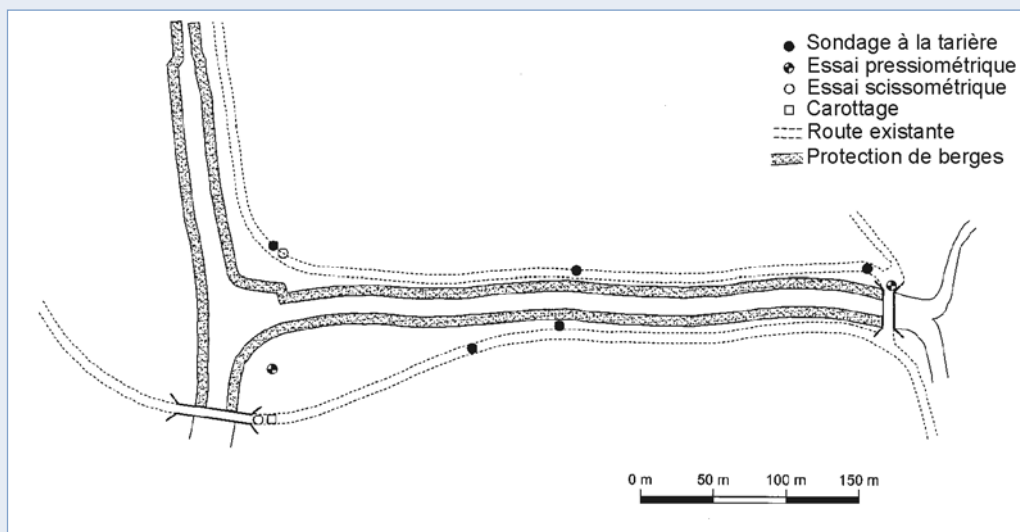 Sondage à la tarière
Essai pressiométrique
Essai scissométrique
Carottage
Route existante
Protection de berges
0 m 50 m 100 m 150 m